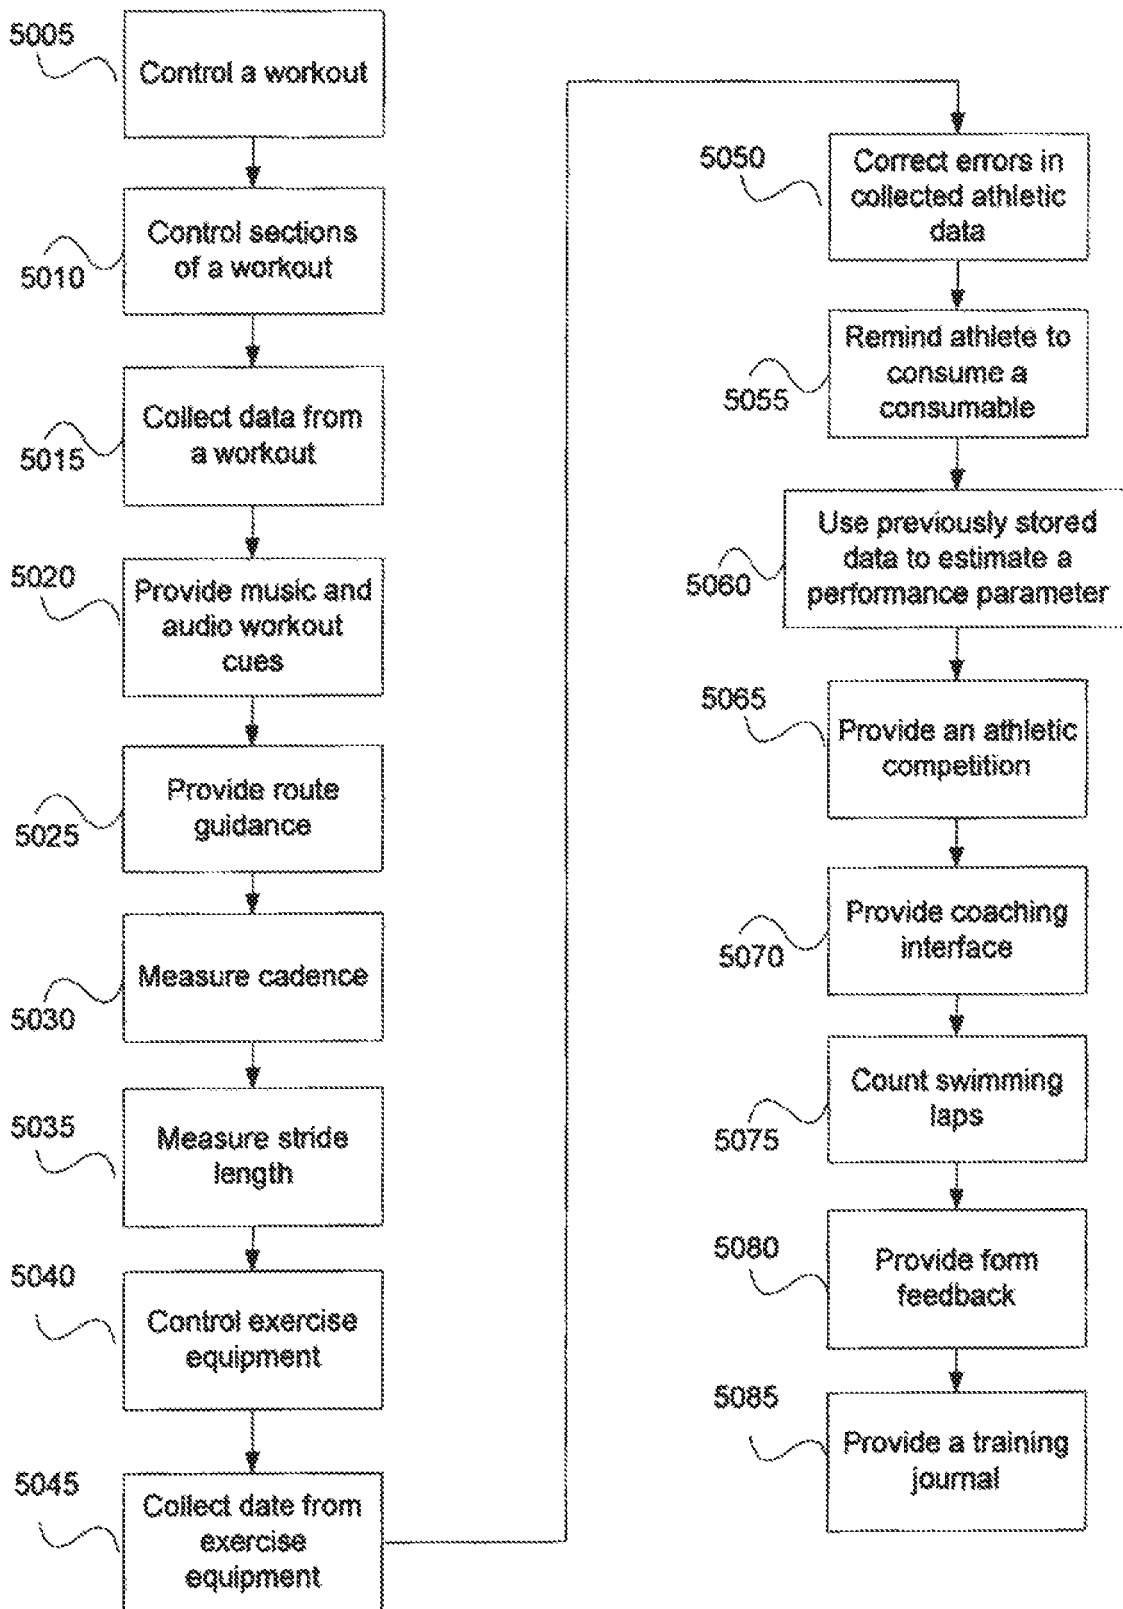 5005
Control a workout
5010
Control sections
of a workout
5015
Collect data from
a workout
5020
Provide music and
audio workout
cues
5025
Provide route
guidance
5030
Measure cadence
5035
Measure stride
length
5040
Control exercise
equipment
5045
Collect date from
exercise
equipment
5050
Correct errors in
collected athletic
data
5055
Remind athlete to
consume a
consumable
5060
Use previously stored
data to estimate a
performance parameter
5065
Provide an athletic
competition
5070
Provide coaching
interface
5075
Count swimming
laps
5080
Provide form
feedback
5085
Provide a training
journal